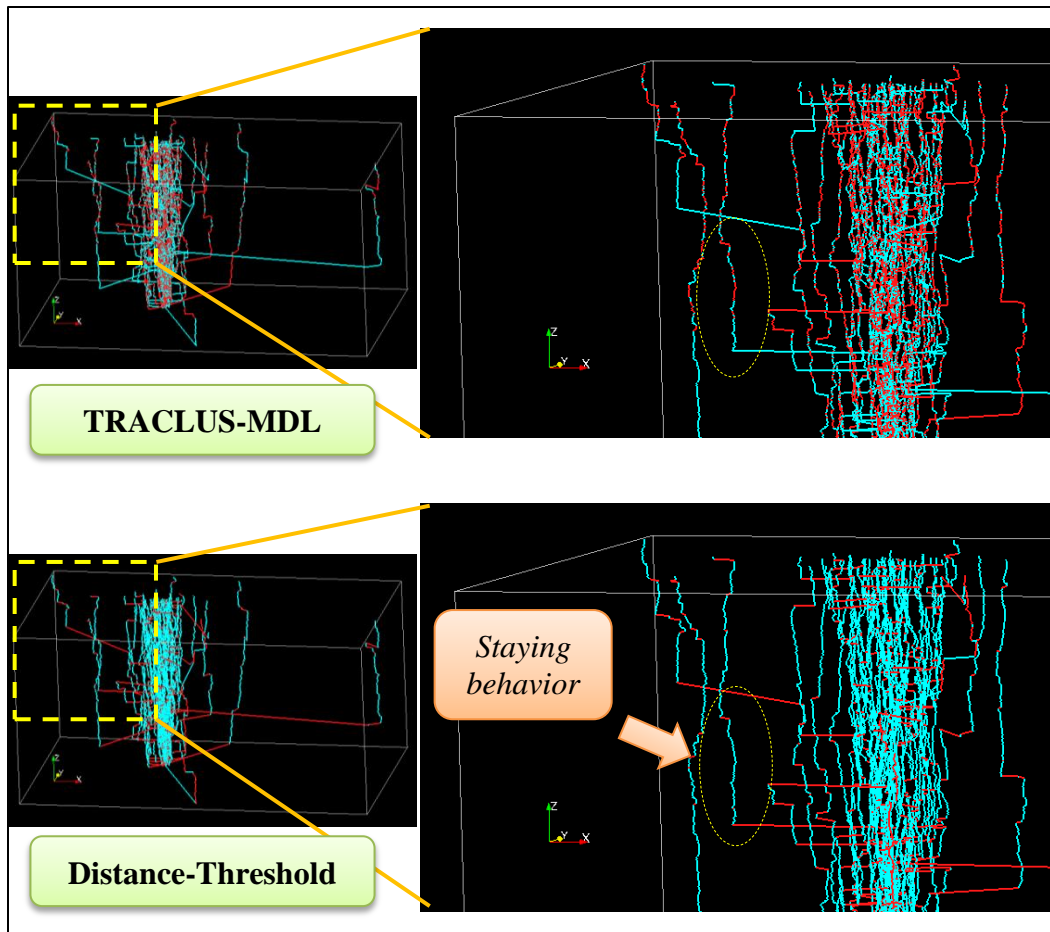 Z
Y
X
TRACLUS-MDL
Z
Y
X
Z
Y
X
Distance-Threshold
Staying
behavior
Z
Y
X